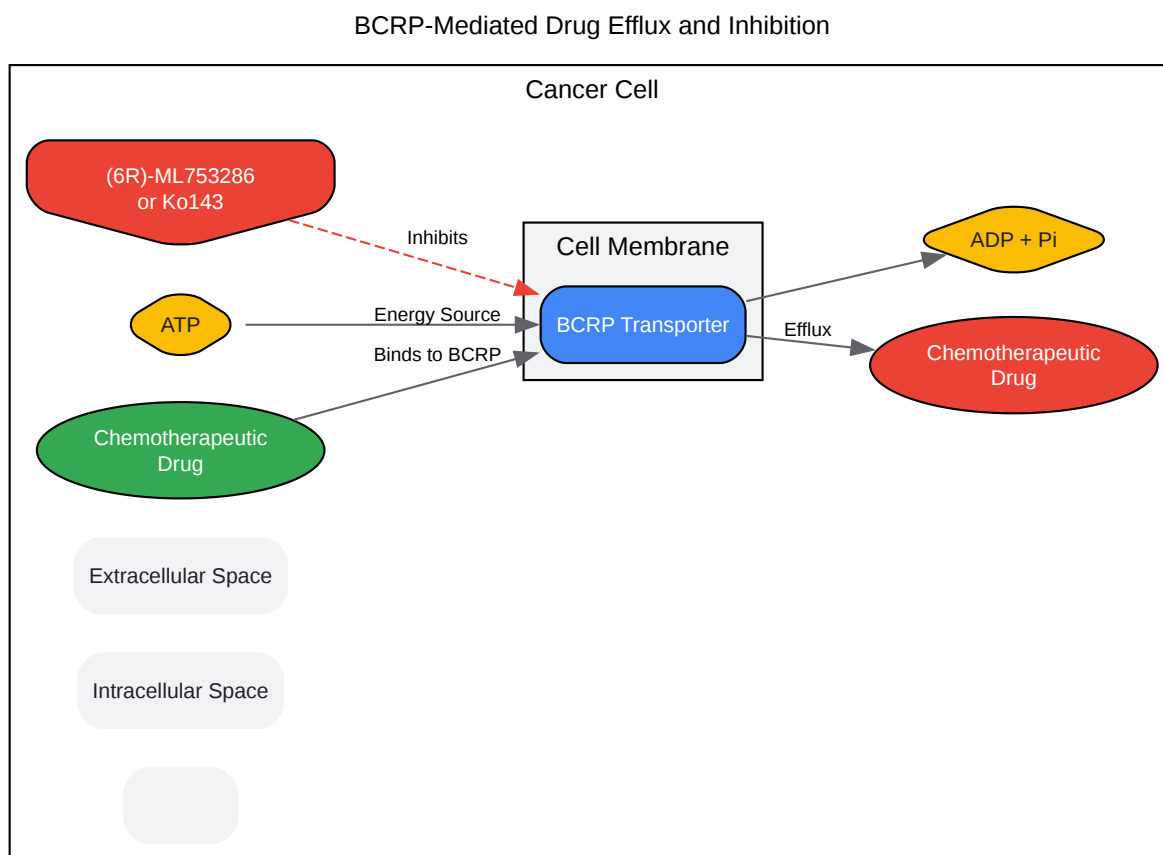 BCRP-Mediated Drug Efflux and Inhibition
Cancer Cell
(6R)-ML753286
or Ko143
Inhibits
Cell Membrane
ADP + Pi
ATP
Energy Source
BCRP Transporter
Efflux
Binds to BCRP
Chemotherapeutic
Drug
Chemotherapeutic
Drug
Extracellular Space
Intracellular Space